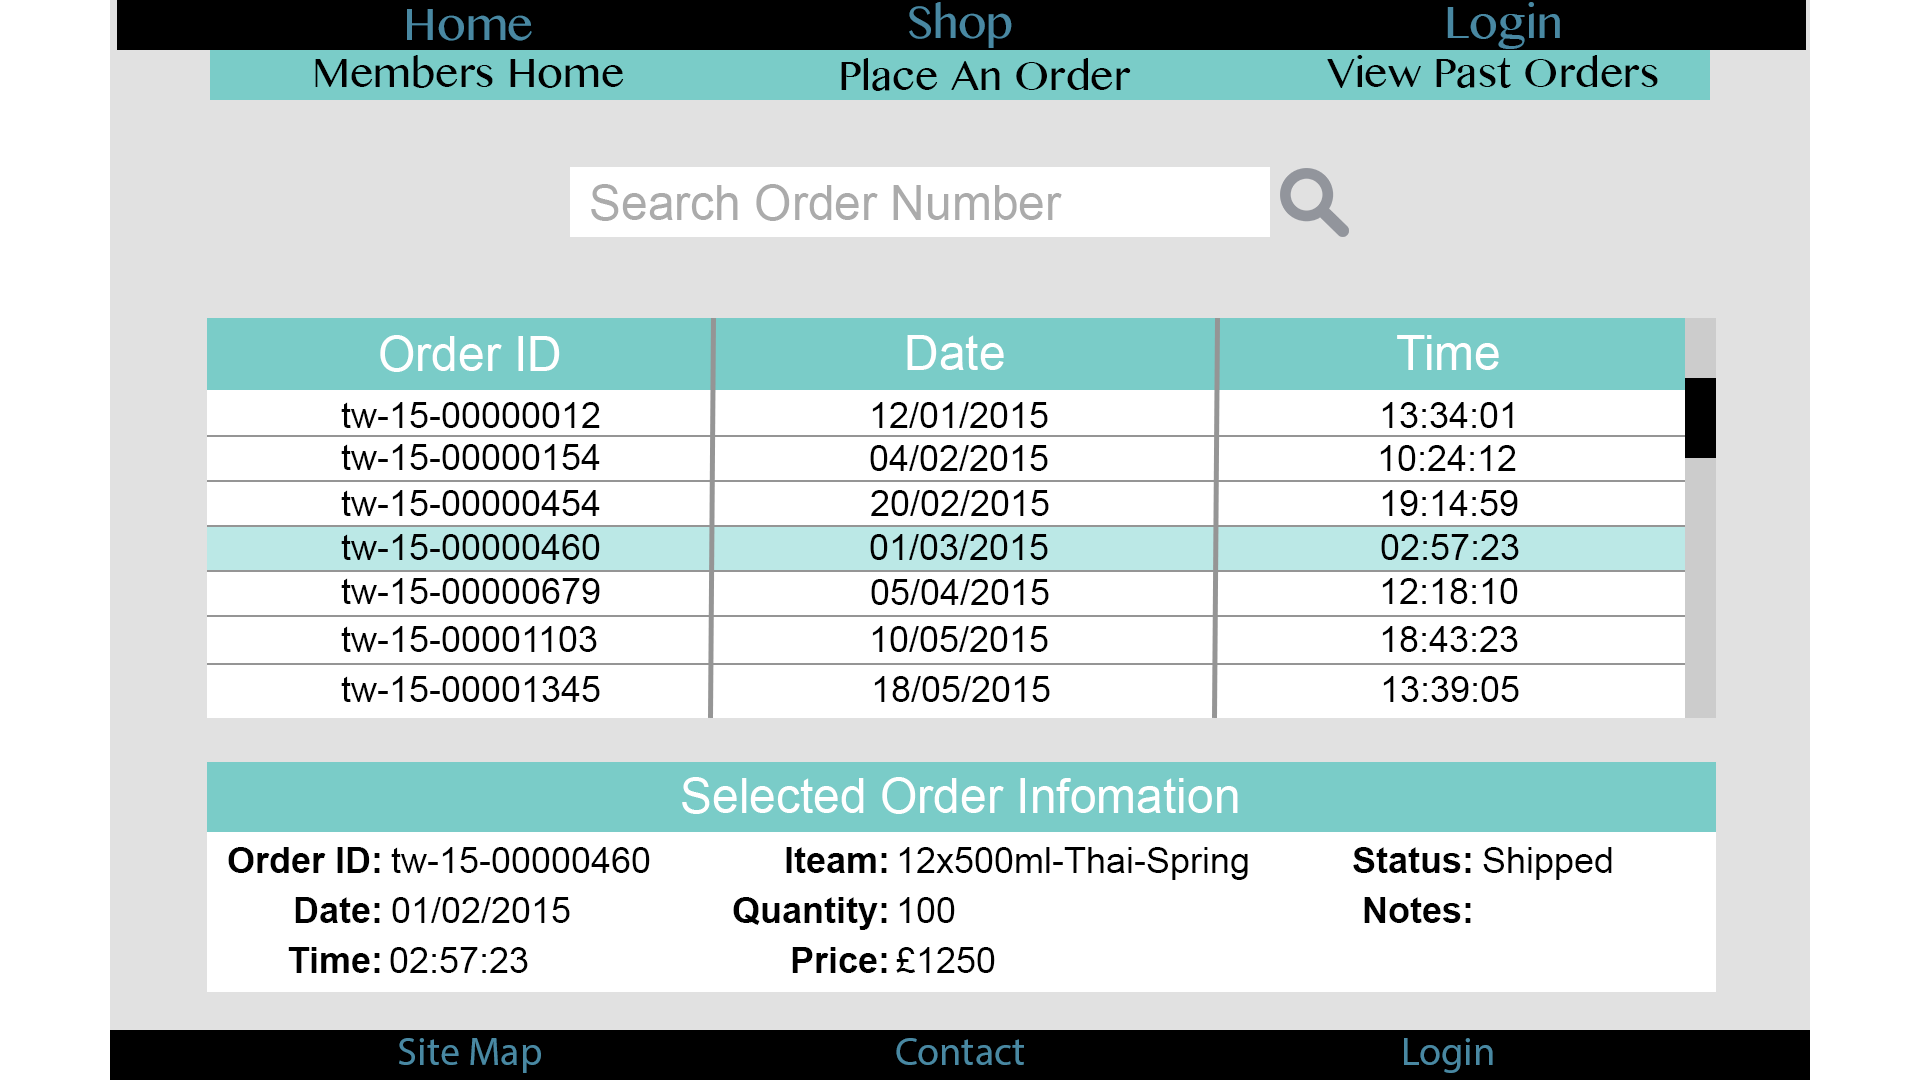 Home Shop Login
Members Home Place An Order View Past Orders
Search Order Number
Order ID Date Time
tw-15-00000012 12/01/2015 13:34:01
tw-15-00000154 04/02/2015 10:24:12
tw-15-00000454 20/02/2015 19:14:59
tw-15-00000460 01/03/2015 02:57:23
tw-15-00000679 05/04/2015 12:18:10
tw-15-00001103 10/05/2015 18:43:23
tw-15-00001345 18/05/2015 13:39:05
Selected Order Infomation
Order ID: tw-15-00000460 Iteam: 12x500ml-Thai-Spring Status: Shipped
Date: 01/02/2015 Quantity: 100 Notes:
Time: 02:57:23 Price: £1250
Site Map Contact Login